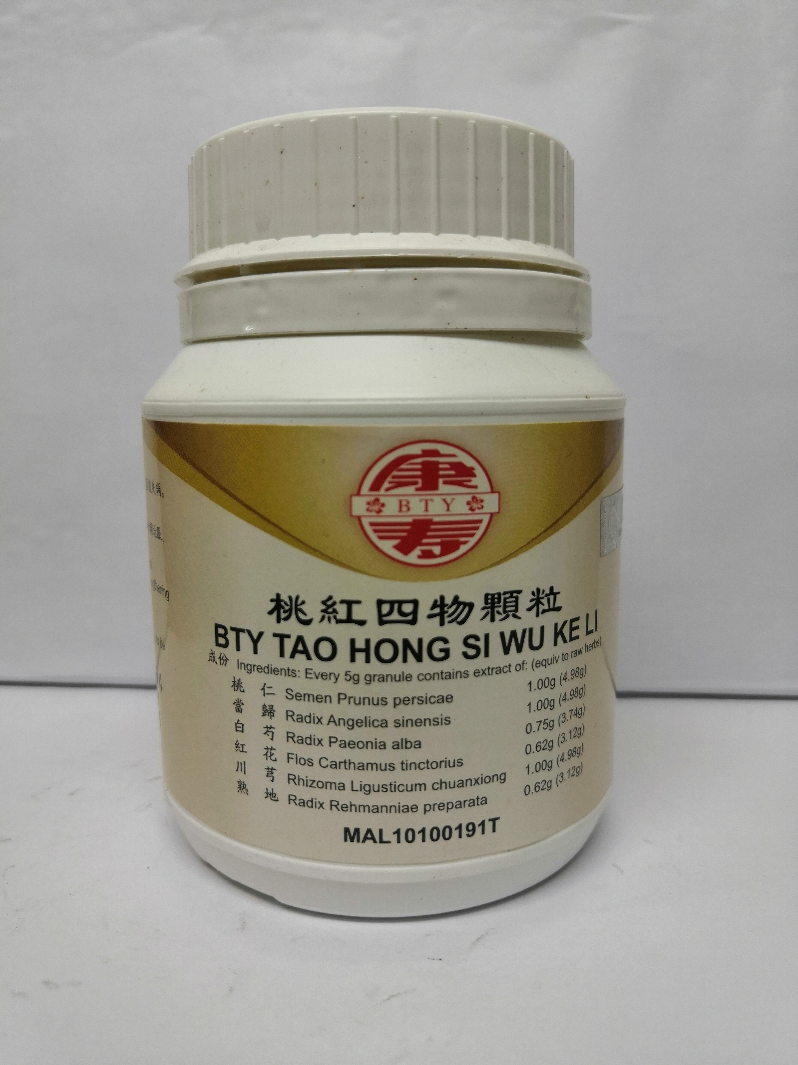 康
BTY
寿
桃紅四物顆粒
BTY TAO HONG SI WU KE LI
成份 Ingredients: Every 5g granule contains extract of: (equiv to raw herbs)
桃仁 Semen Prunus persicae 1.00g (4.98g)
當歸 Radix Angelica sinensis 1.00g (4.98g)
白芍 Radix Paeonia alba 0.75g (3.74g)
紅花 Flos Carthamus tinctorius 0.62g (3.12g)
川芎 Rhizoma Ligusticum chuanxiong 1.00g (4.98g)
熟地 Radix Rehmanniae preparata 0.62g (3.12g)
MAL10100191T